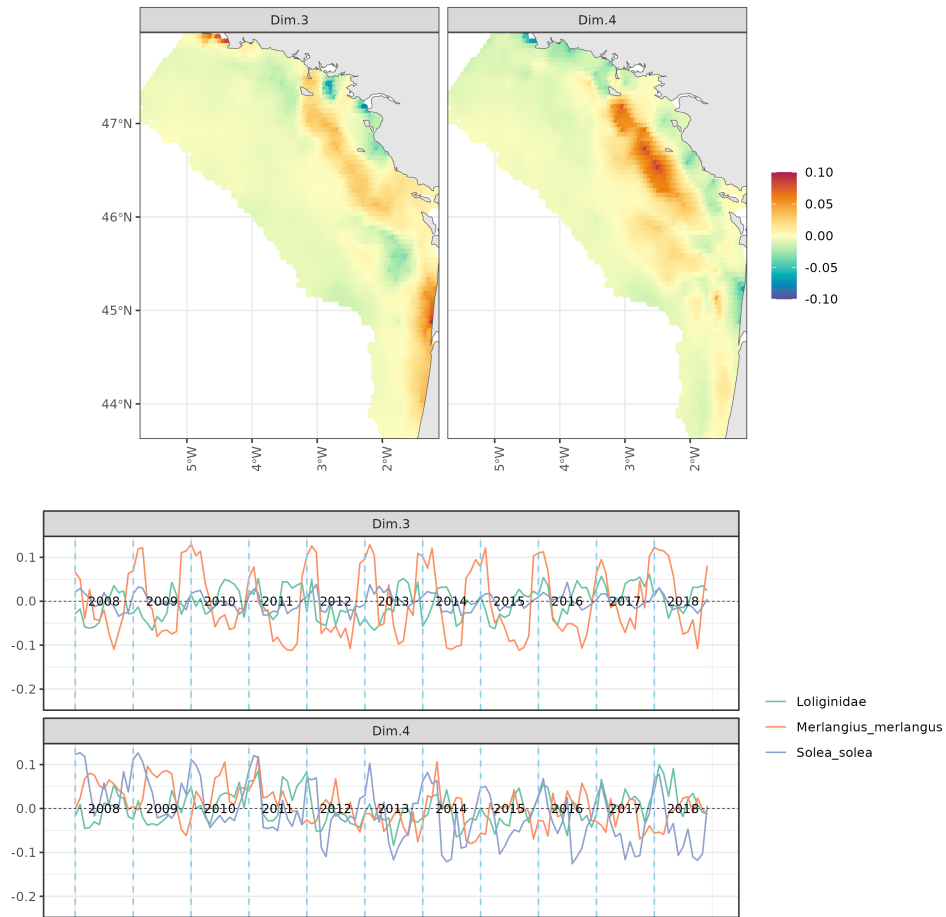 Dim.3 Dim.4
47°N
46°N
45°N
44°N
5°W 4°W 3°W 2°W 5°W 4°W 3°W 2°W
0.10
0.05
0.00
-0.05
-0.10
Dim.3
0.1
0.0
-0.1
-0.2
2008 2009 2010 2011 2012 2013 2014 2015 2016 2017 2018
Dim.4
0.1
0.0
-0.1
-0.2
2008 2009 2010 2011 2012 2013 2014 2015 2016 2017 2018
Loliginidae
Merlangius_merlangus
Solea_solea